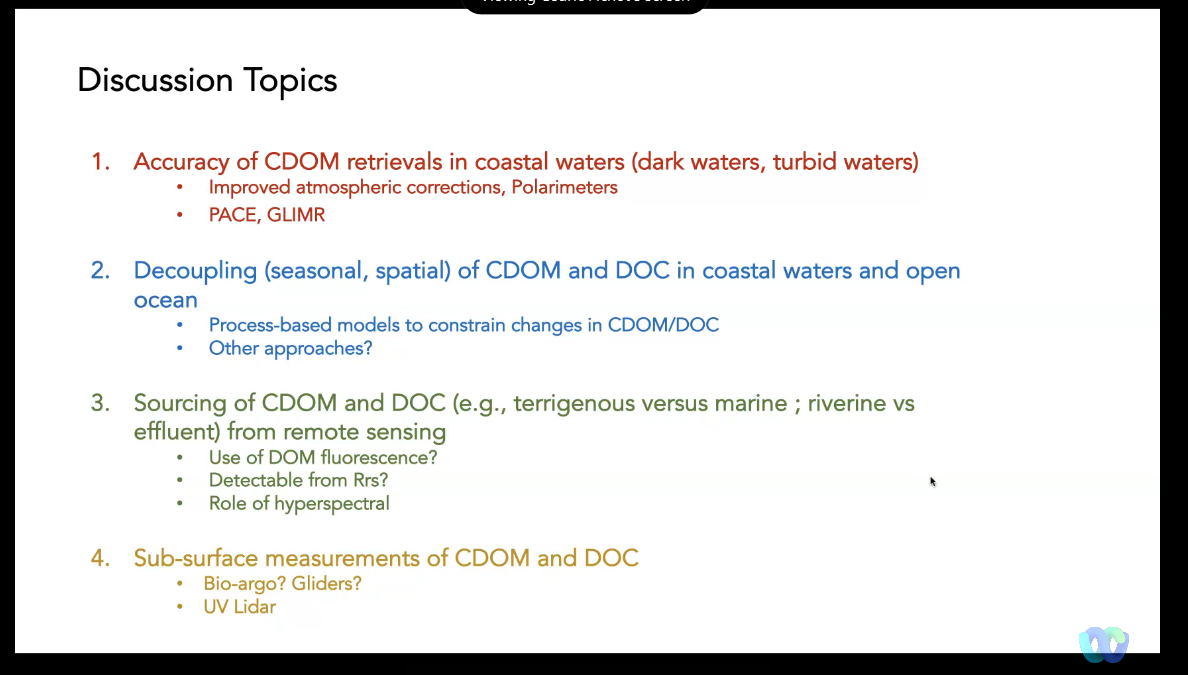 Discussion Topics
1. Accuracy of CDOM retrievals in coastal waters (dark waters, turbid waters)
• Improved atmospheric corrections, Polarimeters
• PACE, GLIMR
2. Decoupling (seasonal, spatial) of CDOM and DOC in coastal waters and open
ocean
• Process-based models to constrain changes in CDOM/DOC
• Other approaches?
3. Sourcing of CDOM and DOC (e.g., terrigenous versus marine ; riverine vs
effluent) from remote sensing
• Use of DOM fluorescence?
• Detectable from Rrs?
• Role of hyperspectral
4. Sub-surface measurements of CDOM and DOC
• Bio-argo? Gliders?
• UV Lidar